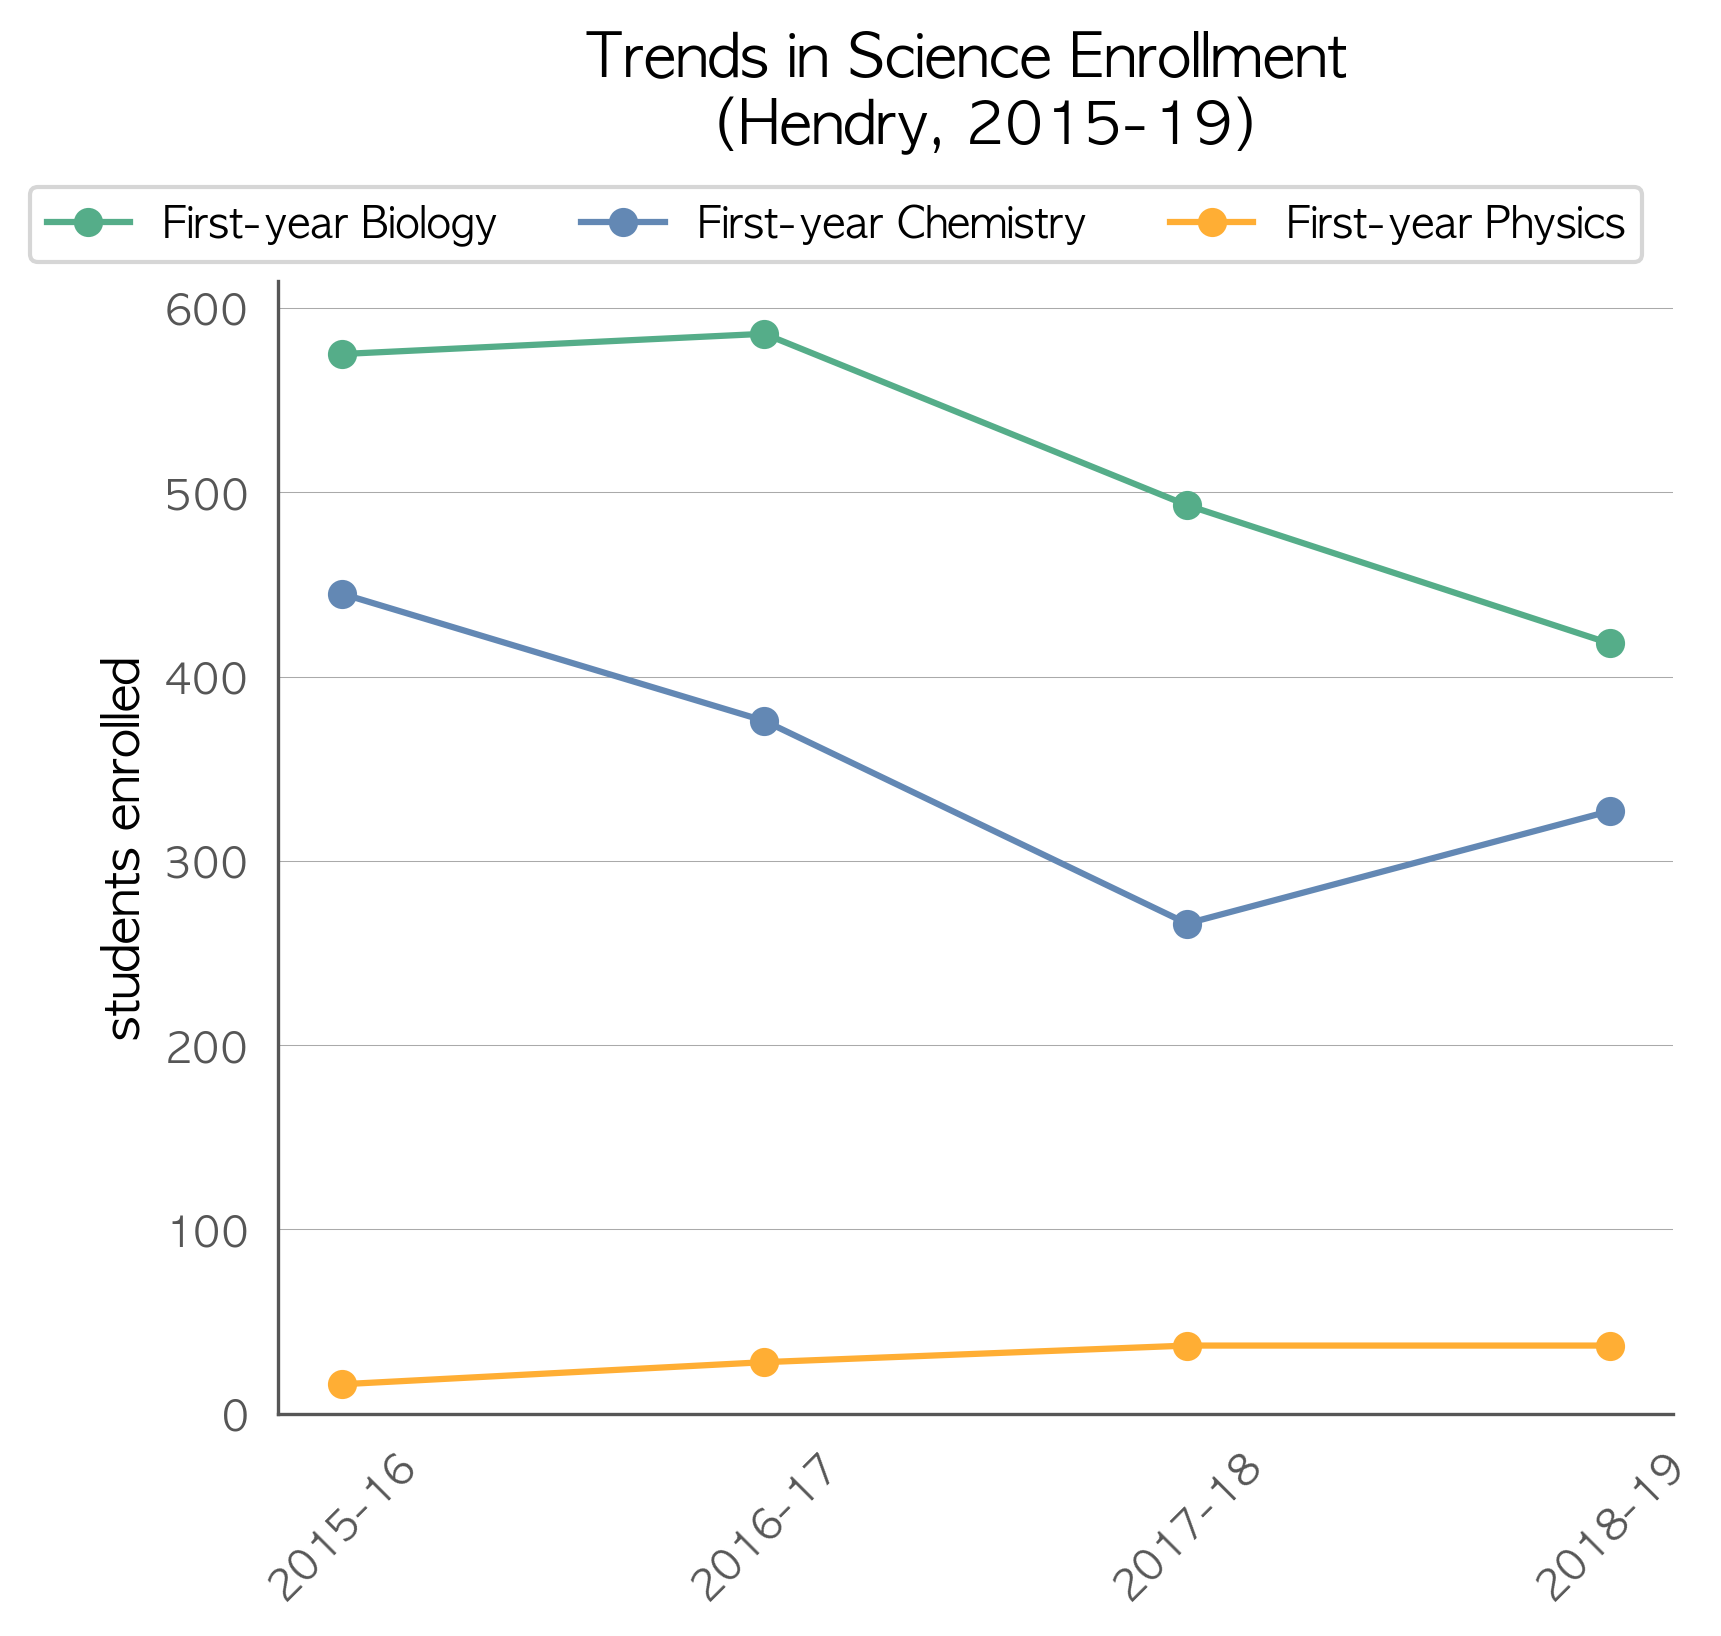 Trends in Science Enrollment
(Hendry, 2015-19)
First-year Biology First-year Chemistry First-year Physics
600
500
400
300
200
100
0
students enrolled
2015-16 2016-17 2017-18 2018-19